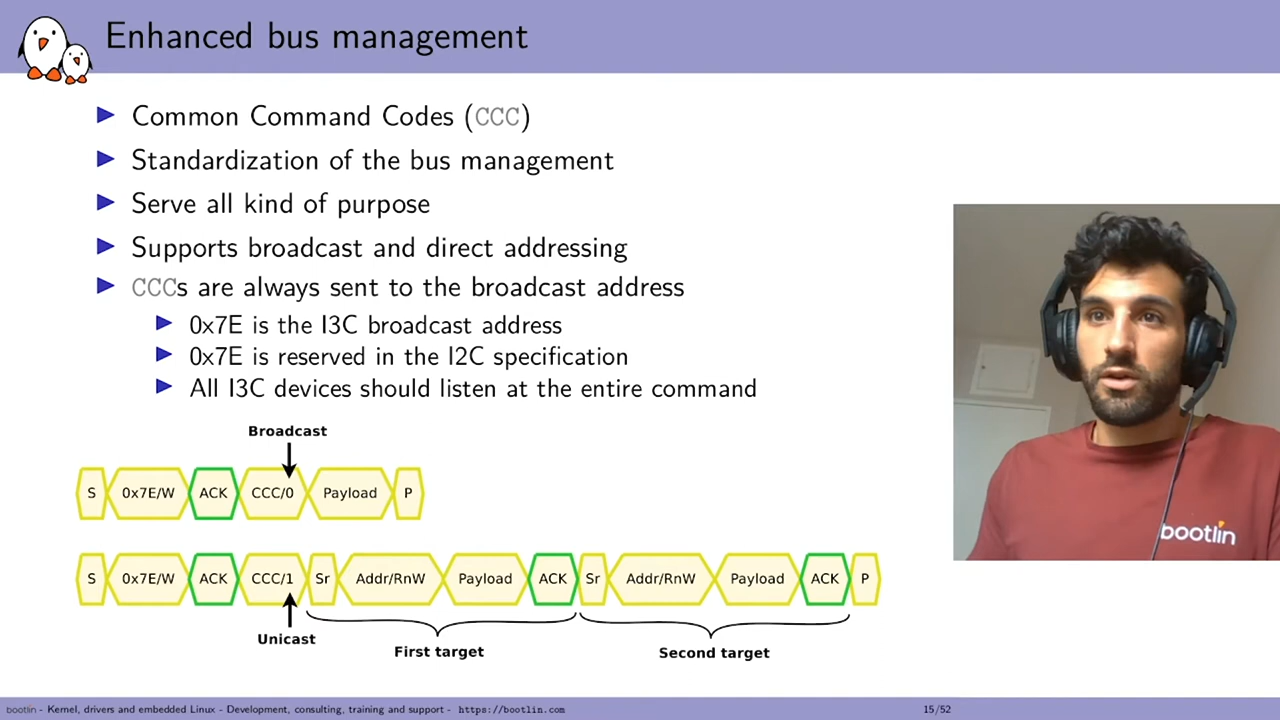 Enhanced bus management
Common Command Codes (CCC)
Standardization of the bus management
Serve all kind of purpose
Supports broadcast and direct addressing
CCCs are always sent to the broadcast address
0x7E is the I3C broadcast address
0x7E is reserved in the I2C specification
All I3C devices should listen at the entire command
Broadcast
S 0x7E/W ACK CCC/0 Payload P
S 0x7E/W ACK CCC/1 Sr Addr/RnW Payload ACK Sr Addr/RnW Payload ACK P
Unicast
First target
Second target
bootlin
bootlin - Kernel, drivers and embedded Linux - Development, consulting, training and support - https://bootlin.com
15/52